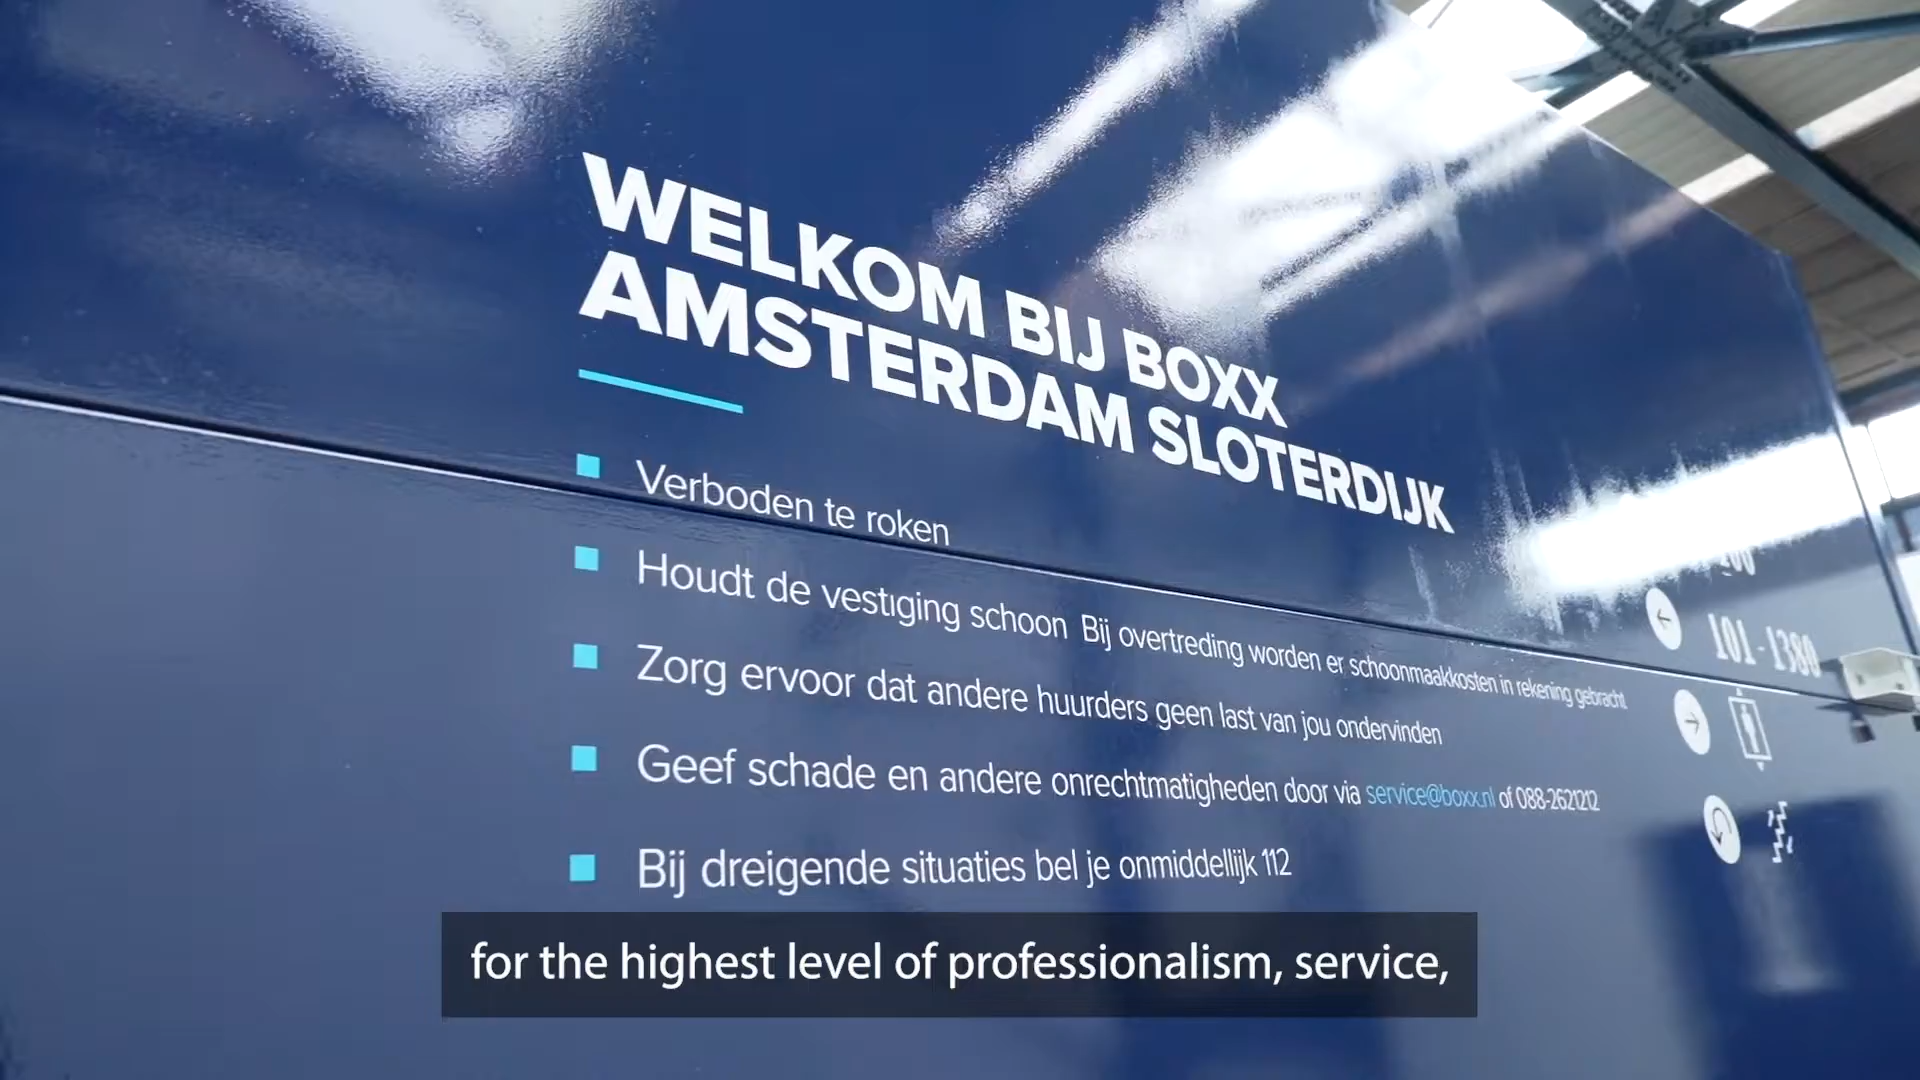 WELKOM BIJ BOXX
AMSTERDAM SLOTERDIJK
Verboden te roken
Houdt de vestiging schoon Bij overtreding worden er schoonmaakkosten in rekening gebracht
Zorg ervoor dat andere huurders geen last van jou ondervinden
Geef schade en andere onrechtmatigheden door via service@boxx.nl of 088-2621212
Bij dreigende situaties bel je onmiddellijk 112
101-1380
for the highest level of professionalism, service,